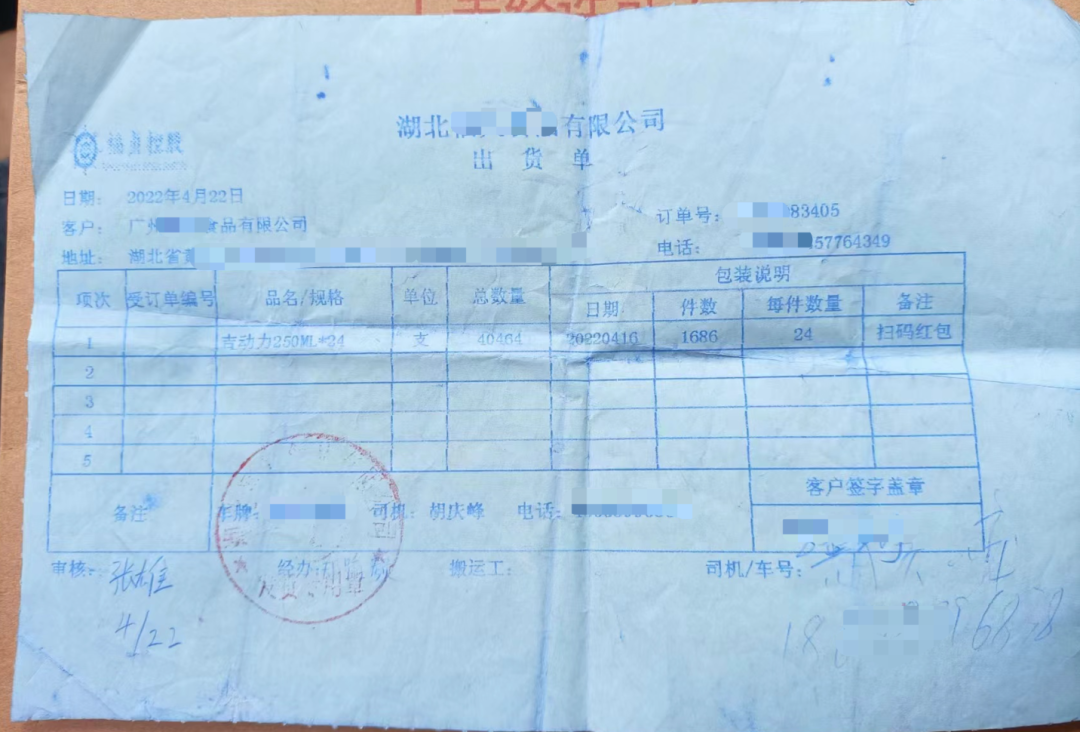 湖北 有限公司
出 货 单
日期: 2022年4月22日
客户: 广州 食品有限公司
订单号: 83405
地址: 湖北省
电话: 57764349
项次 受订单编号 品名/规格 单位 总数量 包装说明
日期 件数 每件数量 备注
1 吉动力250ML*24 支 40464 20220416 1686 24 扫码红包
2
3
4
5
备注 车牌: 司机: 胡庆峰 电话: 客户签字盖章
审核: 张雄 经办: 搬运工: 司机/车号:
4/22